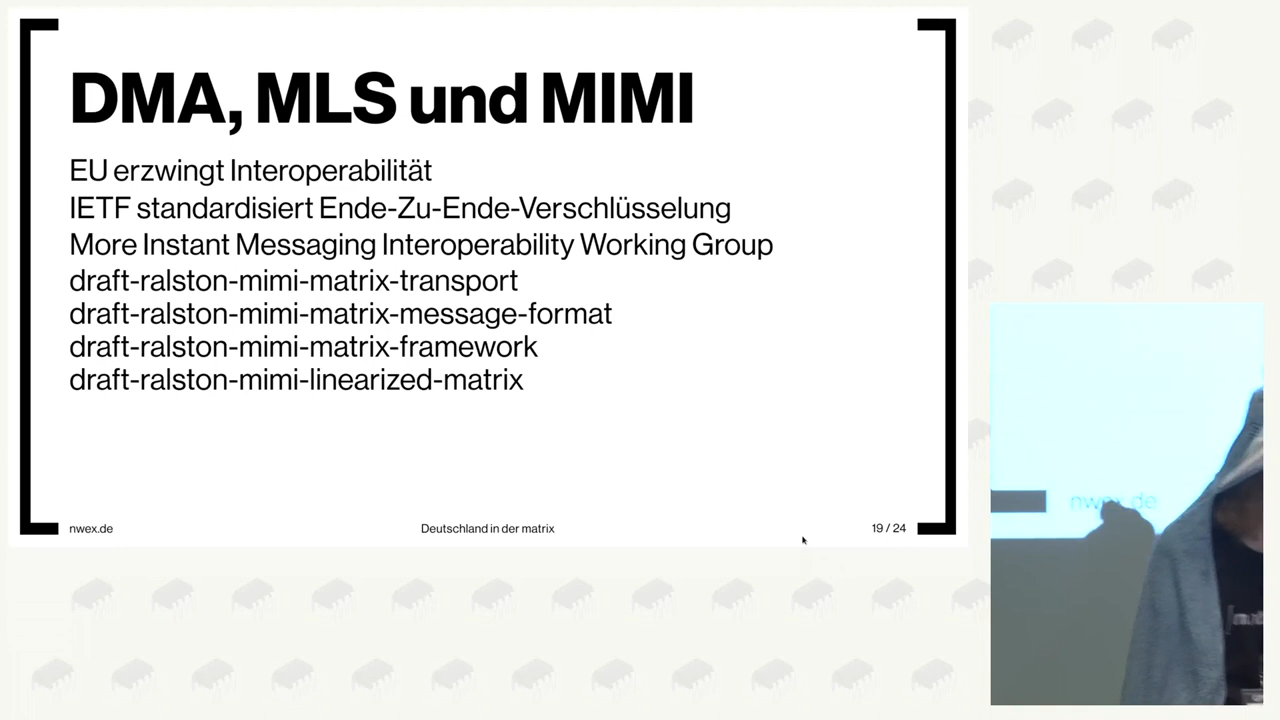 DMA, MLS und MIMI
EU erzwingt Interoperabilität
IETF standardisiert Ende-Zu-Ende-Verschlüsselung
More Instant Messaging Interoperability Working Group
draft-ralston-mimi-matrix-transport
draft-ralston-mimi-matrix-message-format
draft-ralston-mimi-matrix-framework
draft-ralston-mimi-linearized-matrix
nwex.de
Deutschland in der matrix
19 / 24
nwex.de